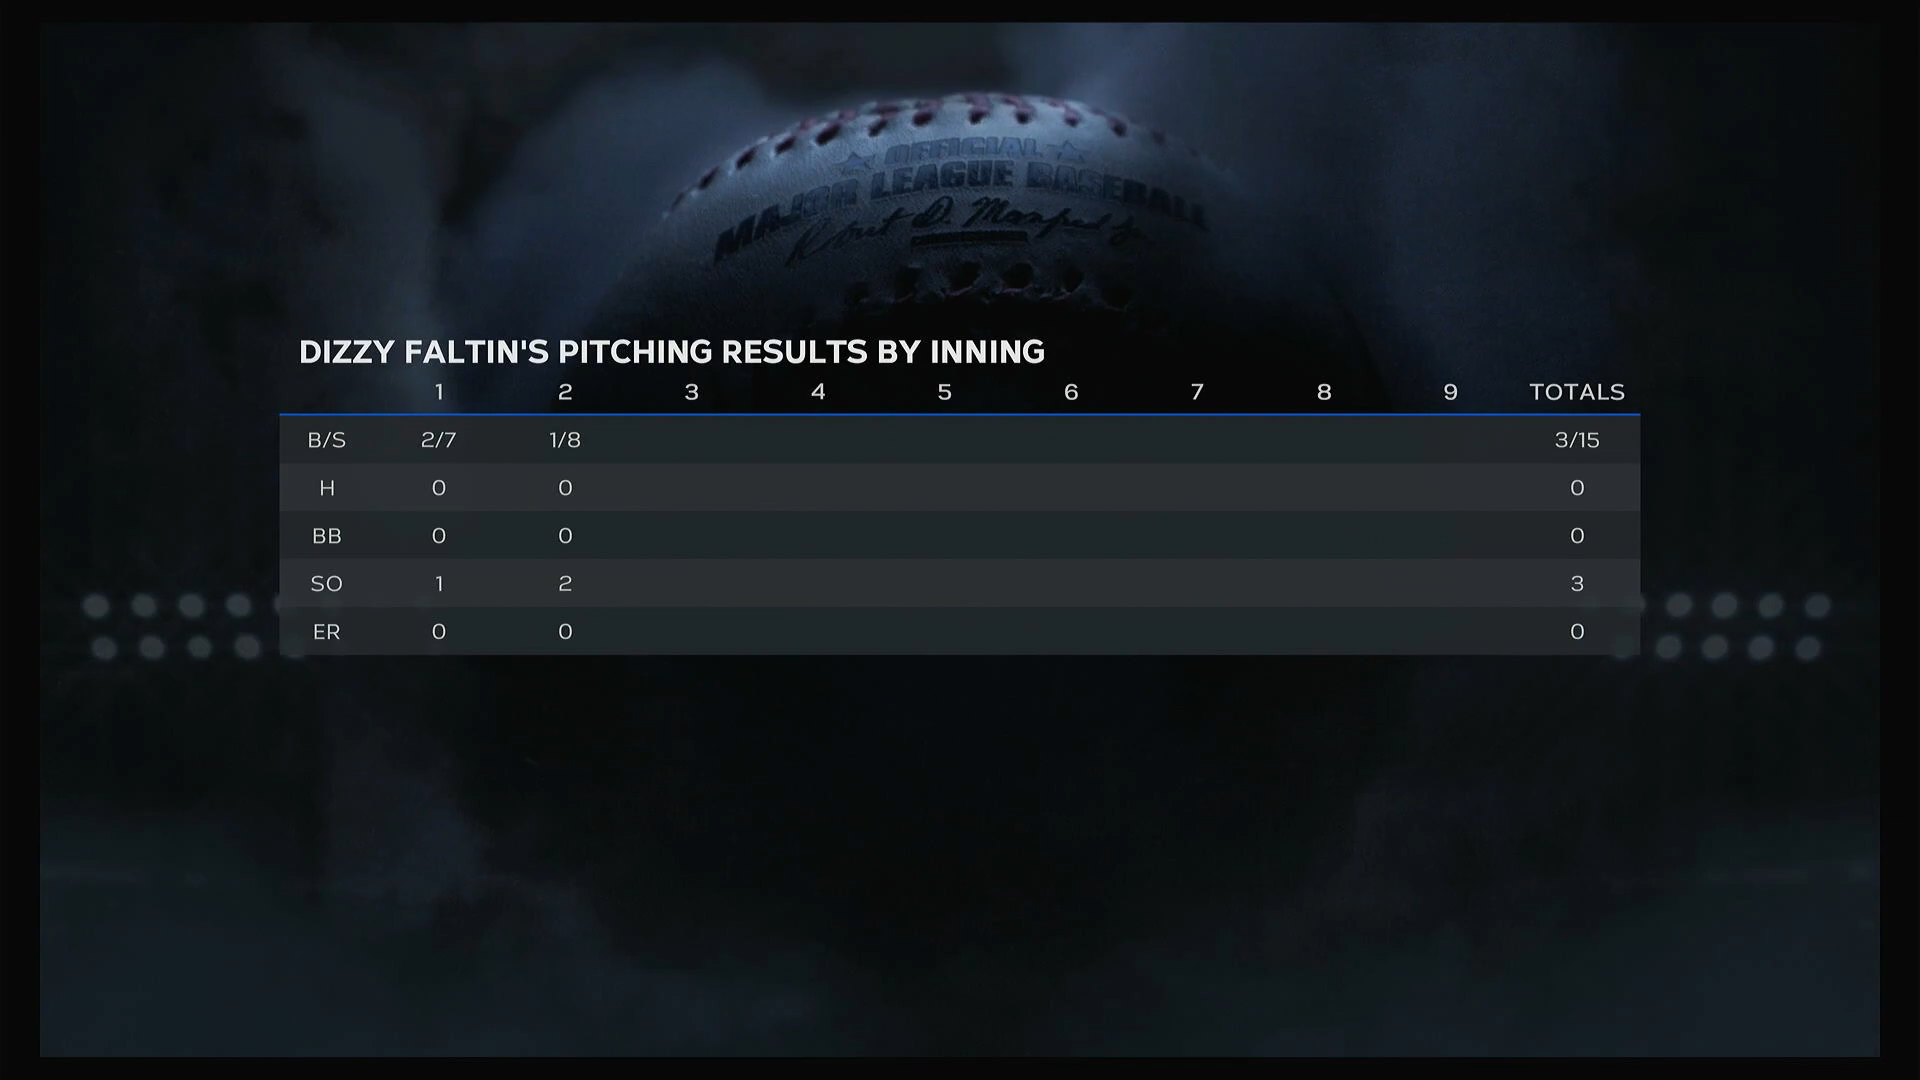 OFFICIAL
MAJOR LEAGUE BASEBALL
DIZZY FALTIN'S PITCHING RESULTS BY INNING
1 2 3 4 5 6 7 8 9 TOTALS
B/S 2/7 1/8 3/15
H 0 0 0
BB 0 0 0
SO 1 2 3
ER 0 0 0